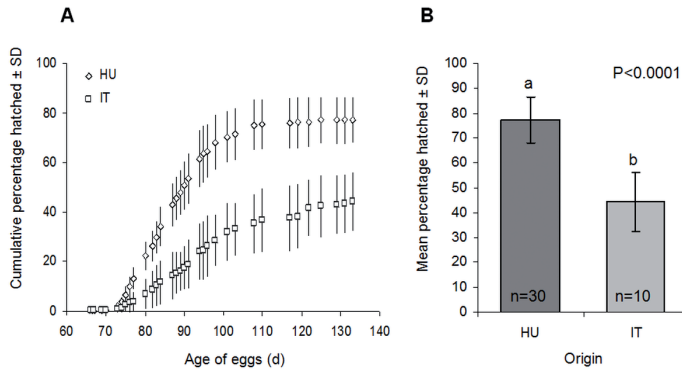 A
Cumulative percentage hatched ± SD
100
80
60
40
20
0
HU
IT
60 70 80 90 100 110 120 130 140
Age of eggs (d)
B
Mean percentage hatched ± SD
100
90
80
70
60
50
40
30
20
10
0
P<0.0001
a
b
n=30 n=10
HU IT
Origin